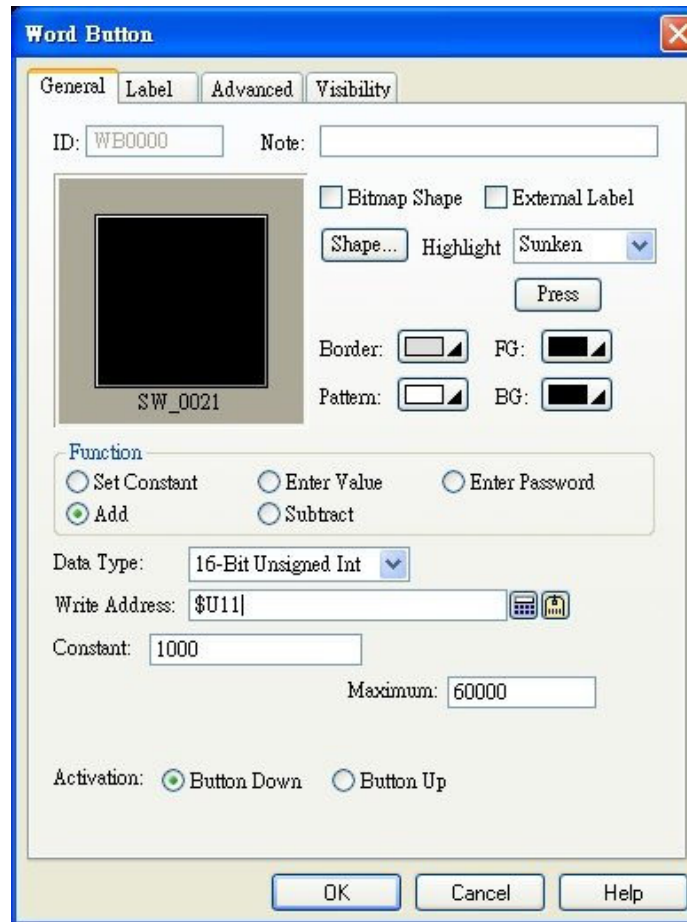 Word Button
General Label Advanced Visibility
ID: WB0000 Note:
Bitmap Shape External Label
Shape... Highlight Sunken
Press
Border: FG:
Pattern: BG:
SW_0021
Function
Set Constant Enter Value Enter Password
Add Subtract
Data Type: 16-Bit Unsigned Int
Write Address: $U11
Constant: 1000
Maximum: 60000
Activation: Button Down Button Up
OK Cancel Help